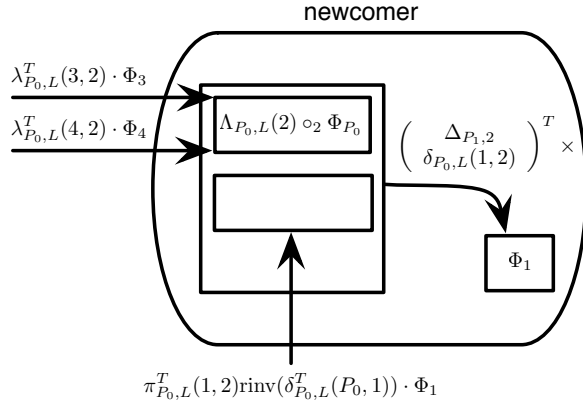 newcomer
λ^T_{P_0,L}(3, 2) · Φ_3
Λ_{P_0,L}(2) ∘_2 Φ_{P_0}
λ^T_{P_0,L}(4, 2) · Φ_4
( Δ_{P_1,2}
δ_{P_0,L}(1, 2) )^T ×
Φ_1
π^T_{P_0,L}(1, 2)rinv(δ^T_{P_0,L}(P_0, 1)) · Φ_1